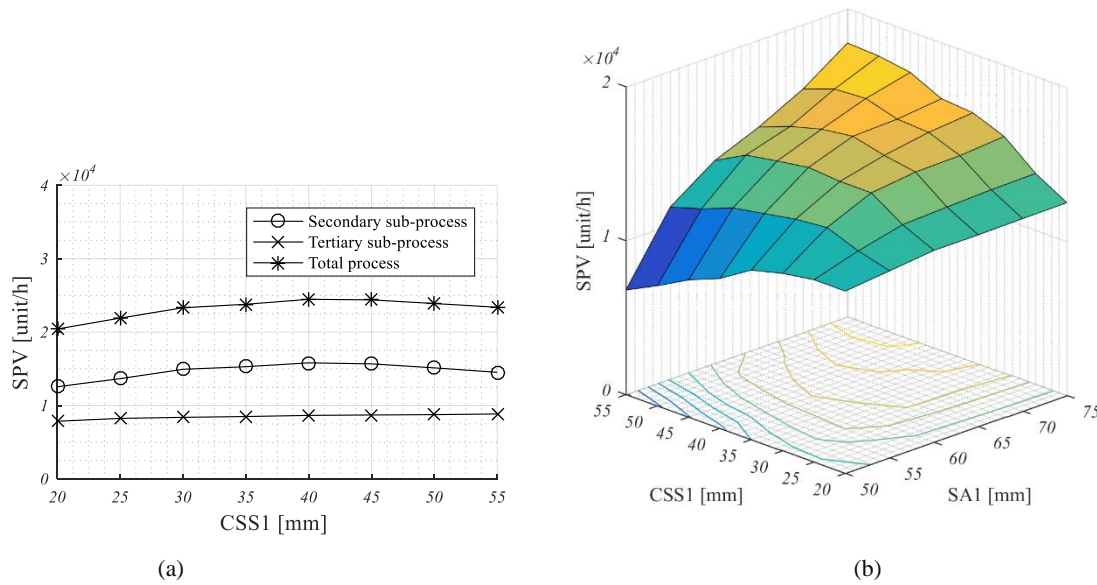 ×10⁴
4
3
2
1
0
SPV [unit/h]
Secondary sub-process
Tertiary sub-process
Total process
20 25 30 35 40 45 50 55
CSS1 [mm]
(a)
×10⁴
2
1
0
SPV [unit/h]
55 50 45 40 35 30 25 20
CSS1 [mm]
50 55 60 65 70 75
SA1 [mm]
(b)